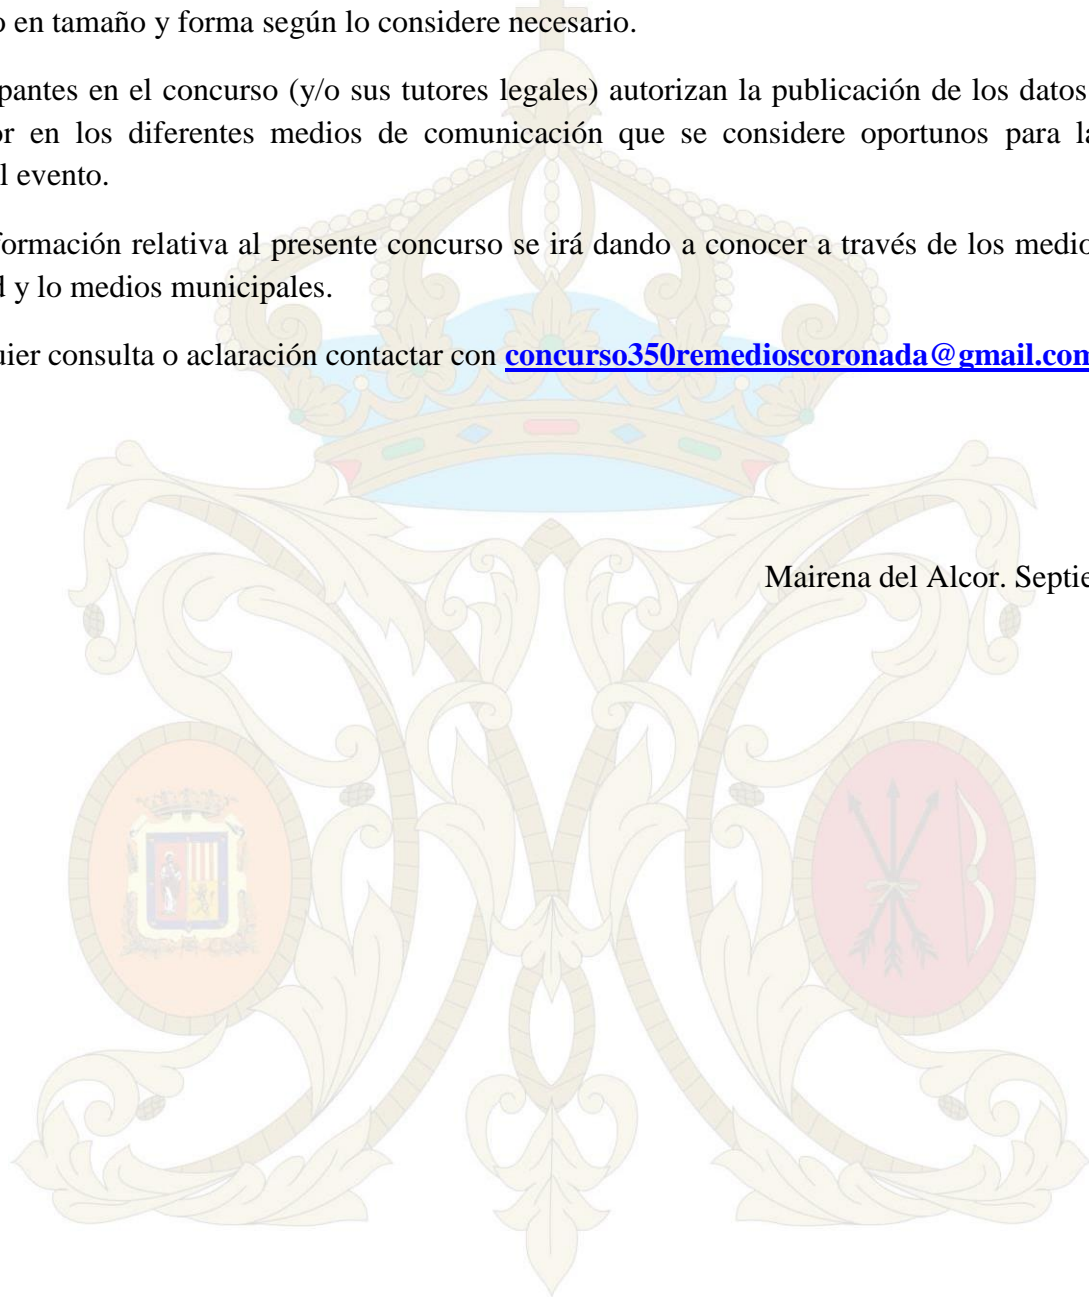 o en tamaño y forma según lo considere necesario.
pantes en el concurso (y/o sus tutores legales) autorizan la publicación de los datos
or en los diferentes medios de comunicación que se considere oportunos para la
l evento.
formación relativa al presente concurso se irá dando a conocer a través de los medio
d y lo medios municipales.
uier consulta o aclaración contactar con concurso350remedioscoronada@gmail.com
Mairena del Alcor. Septie